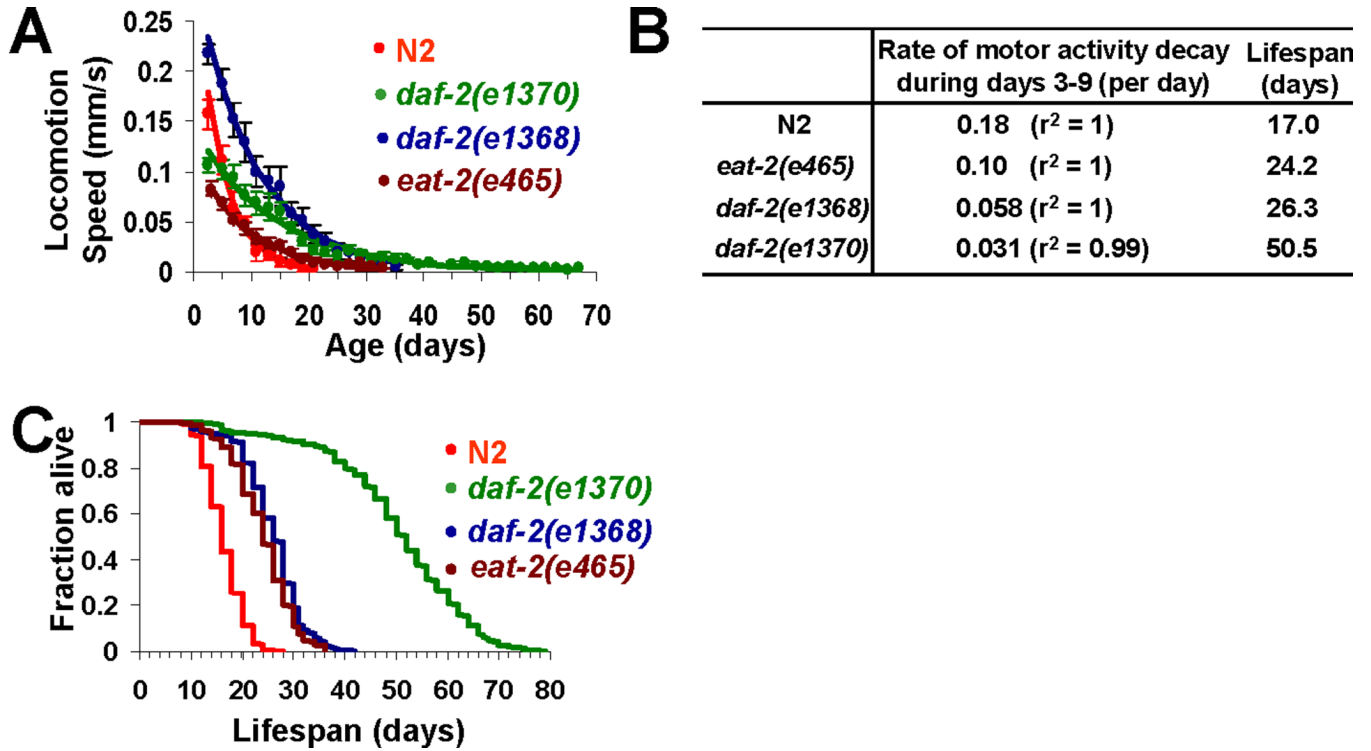 A
0.25
0.2
0.15
0.1
0.05
0
Locomotion
Speed (mm/s)
N2
daf-2(e1370)
daf-2(e1368)
eat-2(e465)
0 10 20 30 40 50 60 70
Age (days)
B
Rate of motor activity decay Lifespan
during days 3-9 (per day) (days)
N2 0.18 (r² = 1) 17.0
eat-2(e465) 0.10 (r² = 1) 24.2
daf-2(e1368) 0.058 (r² = 1) 26.3
daf-2(e1370) 0.031 (r² = 0.99) 50.5
C
1
0.8
0.6
0.4
0.2
0
Fraction alive
N2
daf-2(e1370)
daf-2(e1368)
eat-2(e465)
0 10 20 30 40 50 60 70 80
Lifespan (days)